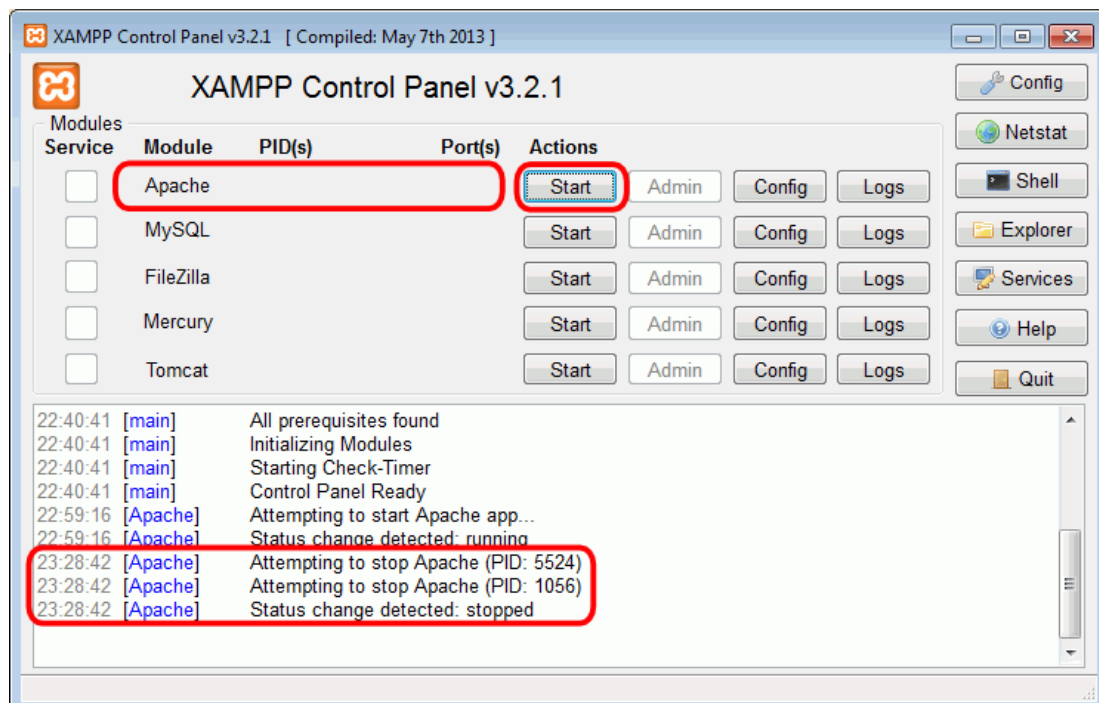 XAMPP Control Panel v3.2.1 [ Compiled: May 7th 2013 ]
XAMPP Control Panel v3.2.1
Config
Modules
Service Module PID(s) Port(s) Actions
Netstat
Apache Start Admin Config Logs
Shell
MySQL Start Admin Config Logs
Explorer
FileZilla Start Admin Config Logs
Services
Mercury Start Admin Config Logs
Help
Tomcat Start Admin Config Logs
Quit
22:40:41 [main] All prerequisites found
22:40:41 [main] Initializing Modules
22:40:41 [main] Starting Check-Timer
22:40:41 [main] Control Panel Ready
22:59:16 [Apache] Attempting to start Apache app...
22:59:16 [Apache] Status change detected: running
23:28:42 [Apache] Attempting to stop Apache (PID: 5524)
23:28:42 [Apache] Attempting to stop Apache (PID: 1056)
23:28:42 [Apache] Status change detected: stopped